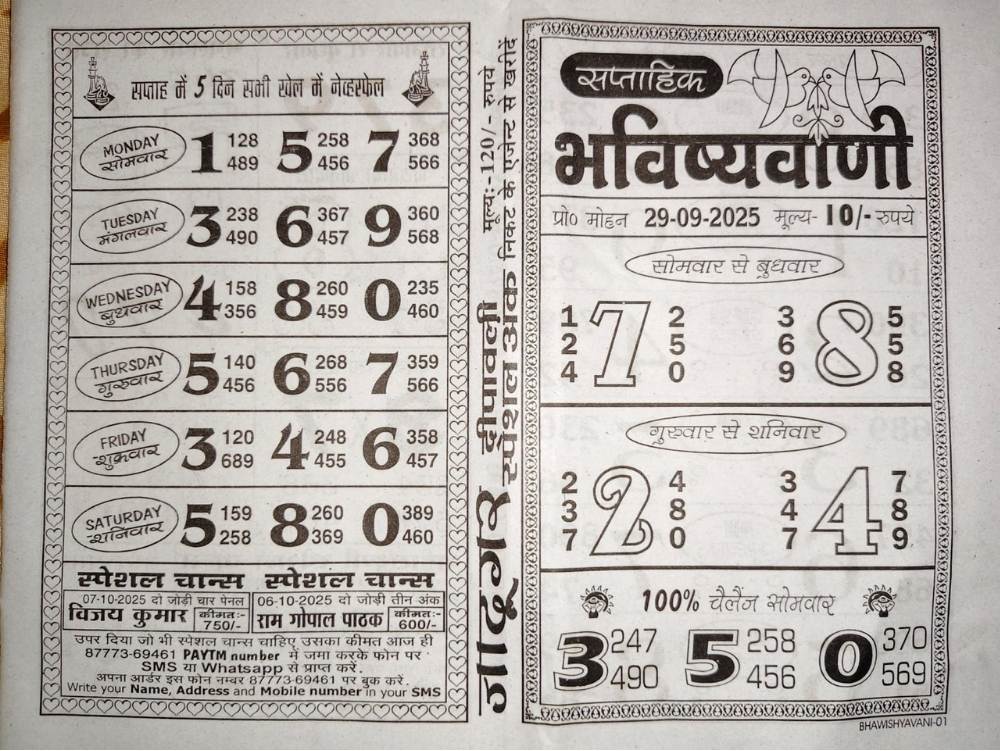 सप्ताह में 5 दिन सभी खेल में नेव्हरफेल
MONDAY
सोमवार
1 128 489 5 258 456 7 368 566
TUESDAY
मंगलवार
3 238 490 6 367 457 9 360 568
WEDNESDAY
बुधवार
4 158 356 8 260 459 0 235 460
THURSDAY
गुरुवार
5 140 456 6 268 556 7 359 566
FRIDAY
शुक्रवार
3 120 689 4 248 455 6 358 457
SATURDAY
शनिवार
5 159 258 8 260 369 0 389 460
स्पेशल चान्स स्पेशल चान्स
07-10-2025 दो जोड़ी चार पेनल 06-10-2025 दो जोड़ी तीन अंक
विजय कुमार कीमत:- 750/- राम गोपाल पाठक कीमत:- 600/-
उपर दिया जो भी स्पेशल चान्स चाहिए उसका कीमत आज ही
87773-69461 PAYTM number में जमा करके फोन पर
SMS या Whatsapp से प्राप्त करें.
अपना आर्डर इस फोन नम्बर 87773-69461 पर बुक करें.
Write your Name, Address and Mobile number in your SMS
जादूगर दीपावली स्पेशल अंक
मूल्य:-120/- रुपये
निकट के एजेन्ट से खरीदें
सप्ताहिक
भविष्यवाणी
प्रो० मोहन 29-09-2025 मूल्य- 10/- रुपये
सोमवार से बुधवार
1 2 3 5
2 7 5 6 8 5
4 0 9 8
गुरुवार से शनिवार
2 4 3 7
3 2 8 4 4 8
7 0 7 9
100% चैलेंज सोमवार
3 247 490 5 258 456 0 370 569
BHAWISHYAVANI-01